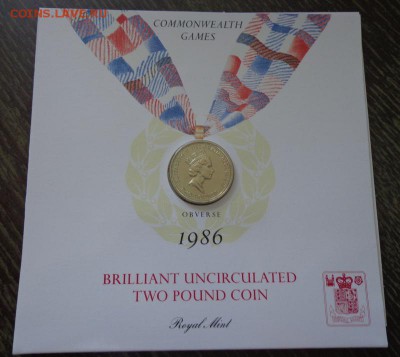 COINS.LAVE.RU
COMMONWEALTH
GAMES
OBVERSE
1986
BRILLIANT UNCIRCULATED
TWO POUND COIN
Royal Mint